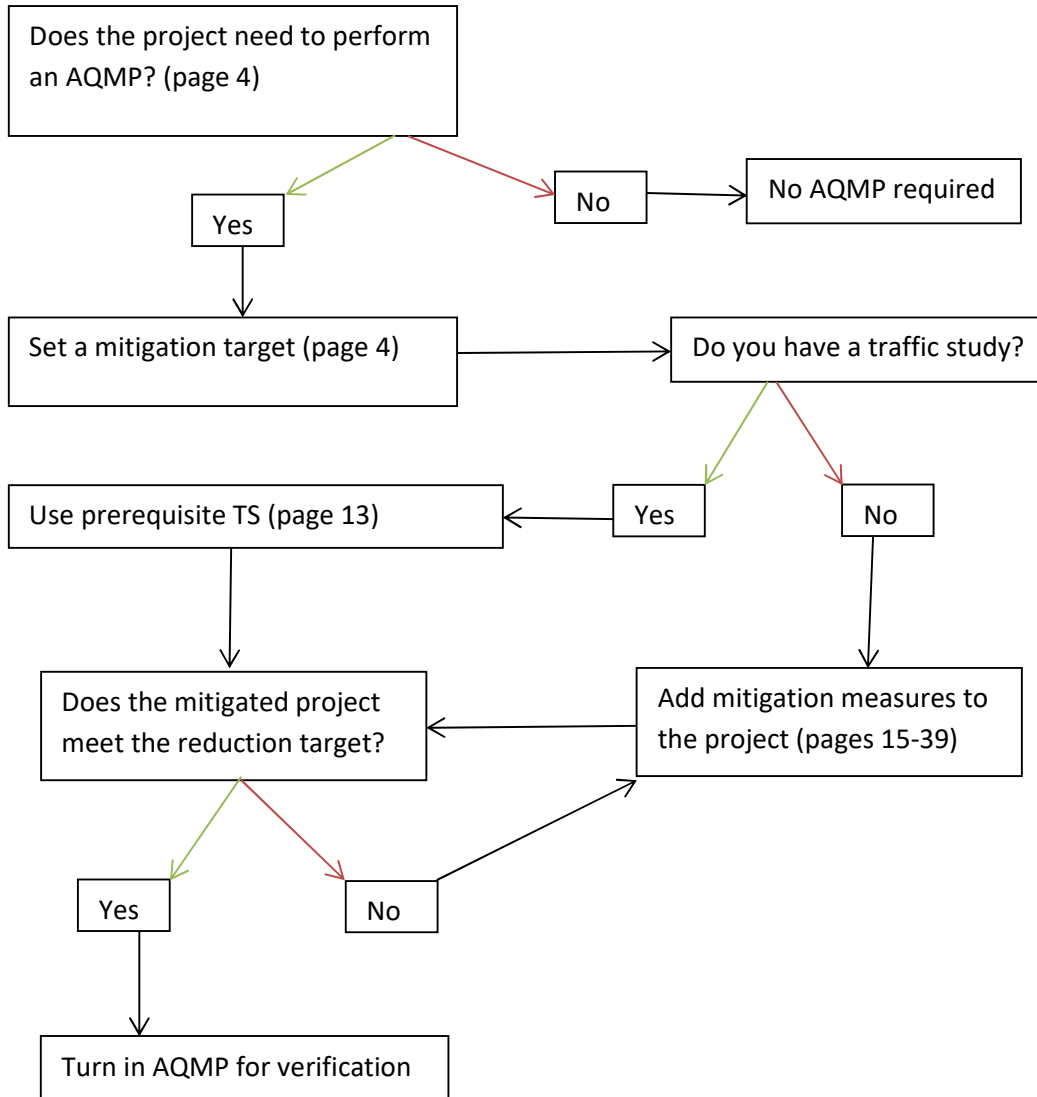 Does the project need to perform
an AQMP? (page 4)
Yes
No
No AQMP required
Set a mitigation target (page 4)
Do you have a traffic study?
Use prerequisite TS (page 13)
Yes
No
Does the mitigated project
meet the reduction target?
Add mitigation measures to
the project (pages 15-39)
Yes
No
Turn in AQMP for verification